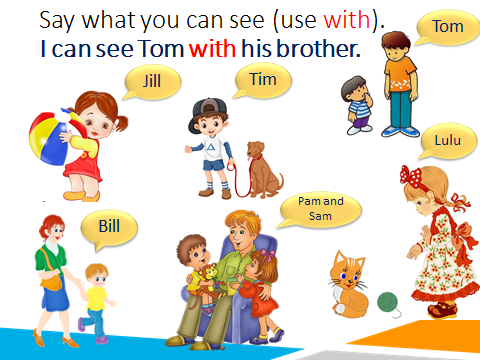 Say what you can see (use with).
I can see Tom with his brother.
Tom
Jill
Tim
Lulu
Pam and
Sam
Bill